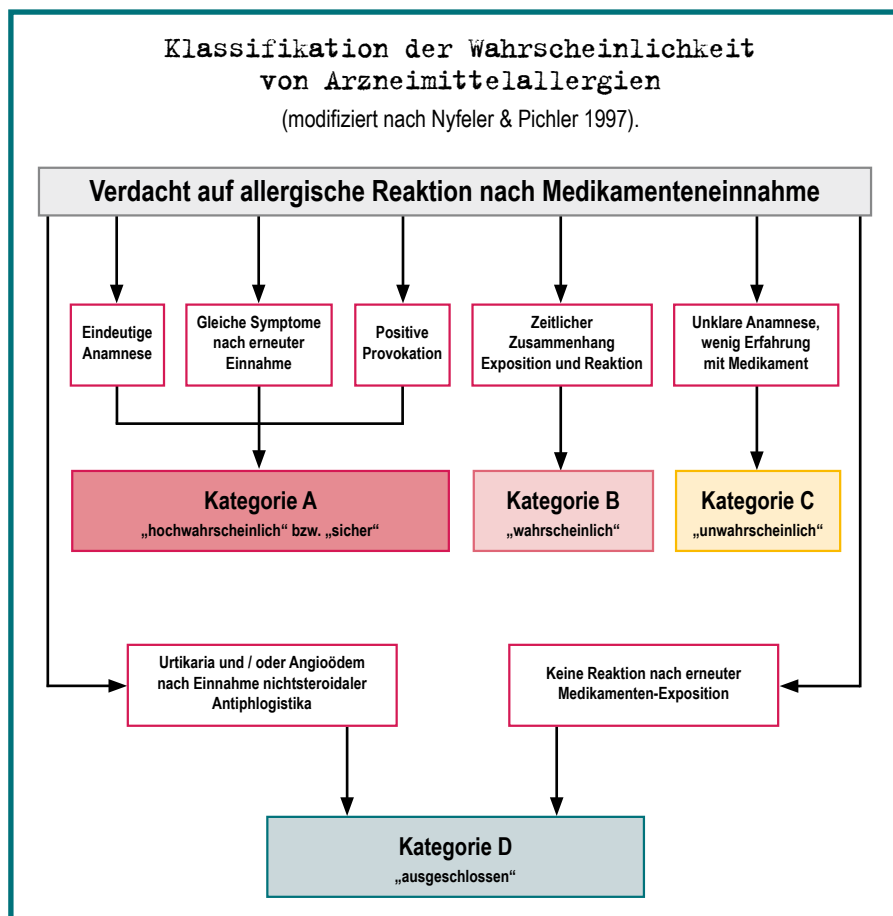 Klassifikation der Wahrscheinlichkeit
von Arzneimittelallergien
(modifiziert nach Nyfeler & Pichler 1997).
Verdacht auf allergische Reaktion nach Medikamenteneinnahme
Eindeutige
Anamnese
Gleiche Symptome
nach erneuter
Einnahme
Positive
Provokation
Zeitlicher
Zusammenhang
Exposition und Reaktion
Unklare Anamnese,
wenig Erfahrung
mit Medikament
Kategorie A
„hochwahrscheinlich“ bzw. „sicher“
Kategorie B
„wahrscheinlich“
Kategorie C
„unwahrscheinlich“
Urtikaria und / oder Angioödem
nach Einnahme nichtsteroidaler
Antiphlogistika
Keine Reaktion nach erneuter
Medikamenten-Exposition
Kategorie D
„ausgeschlossen“